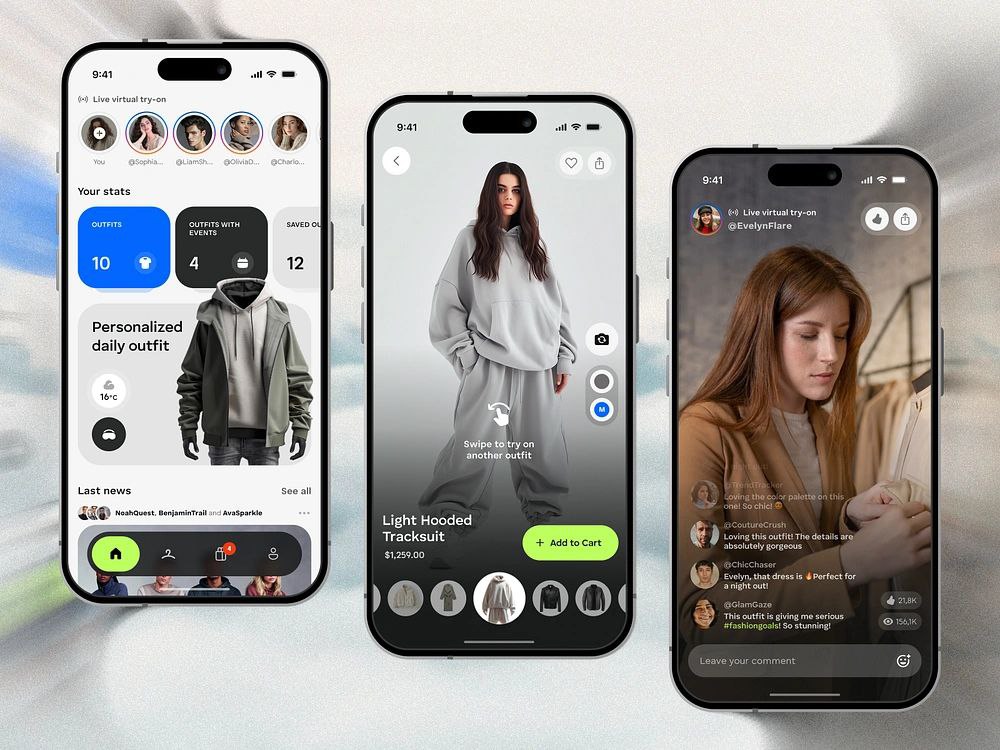 9:41
Live virtual try-on
You
@Sophia...
@LiamSh...
@OliviaD...
@Charlo...
Your stats
OUTFITS
10
OUTFITS WITH
EVENTS
4
SAVED OU
12
Personalized
daily outfit
16°C
Last news
See all
NoahQuest, BenjaminTrail and AvaSparkle
4
9:41
Swipe to try on
another outfit
M
Light Hooded
Tracksuit
$1,259.00
+ Add to Cart
9:41
Live virtual try-on
@EvelynFlare
@TrendTracker
Loving the color palette on this
one! So chic! 😍
@CoutureCrush
Loving this outfit! The details are
absolutely gorgeous
@ChicChaser
Evelyn, that dress is 🔥Perfect for
a night out!
@GlamGaze
This outfit is giving me serious
#fashiongoals! So stunning!
21,8K
156,1K
Leave your comment